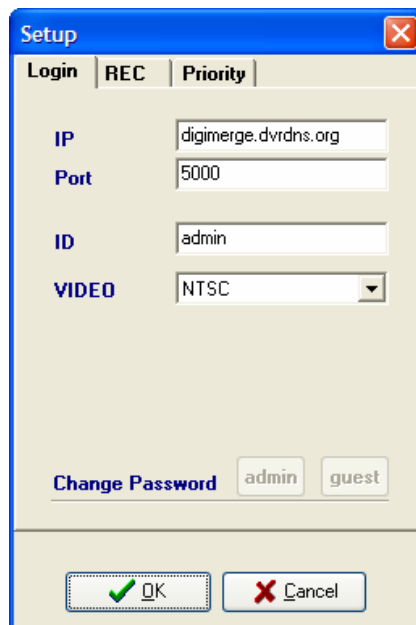 Setup
Login REC Priority
IP digimerge.dvrdns.org
Port 5000
ID admin
VIDEO NTSC
Change Password admin guest
OK Cancel